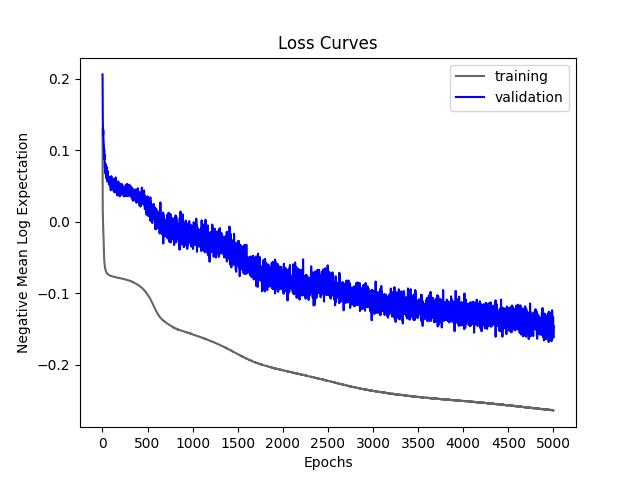 Loss Curves
training
validation
Negative Mean Log Expectation
0.2
0.1
0.0
−0.1
−0.2
0 500 1000 1500 2000 2500 3000 3500 4000 4500 5000
Epochs